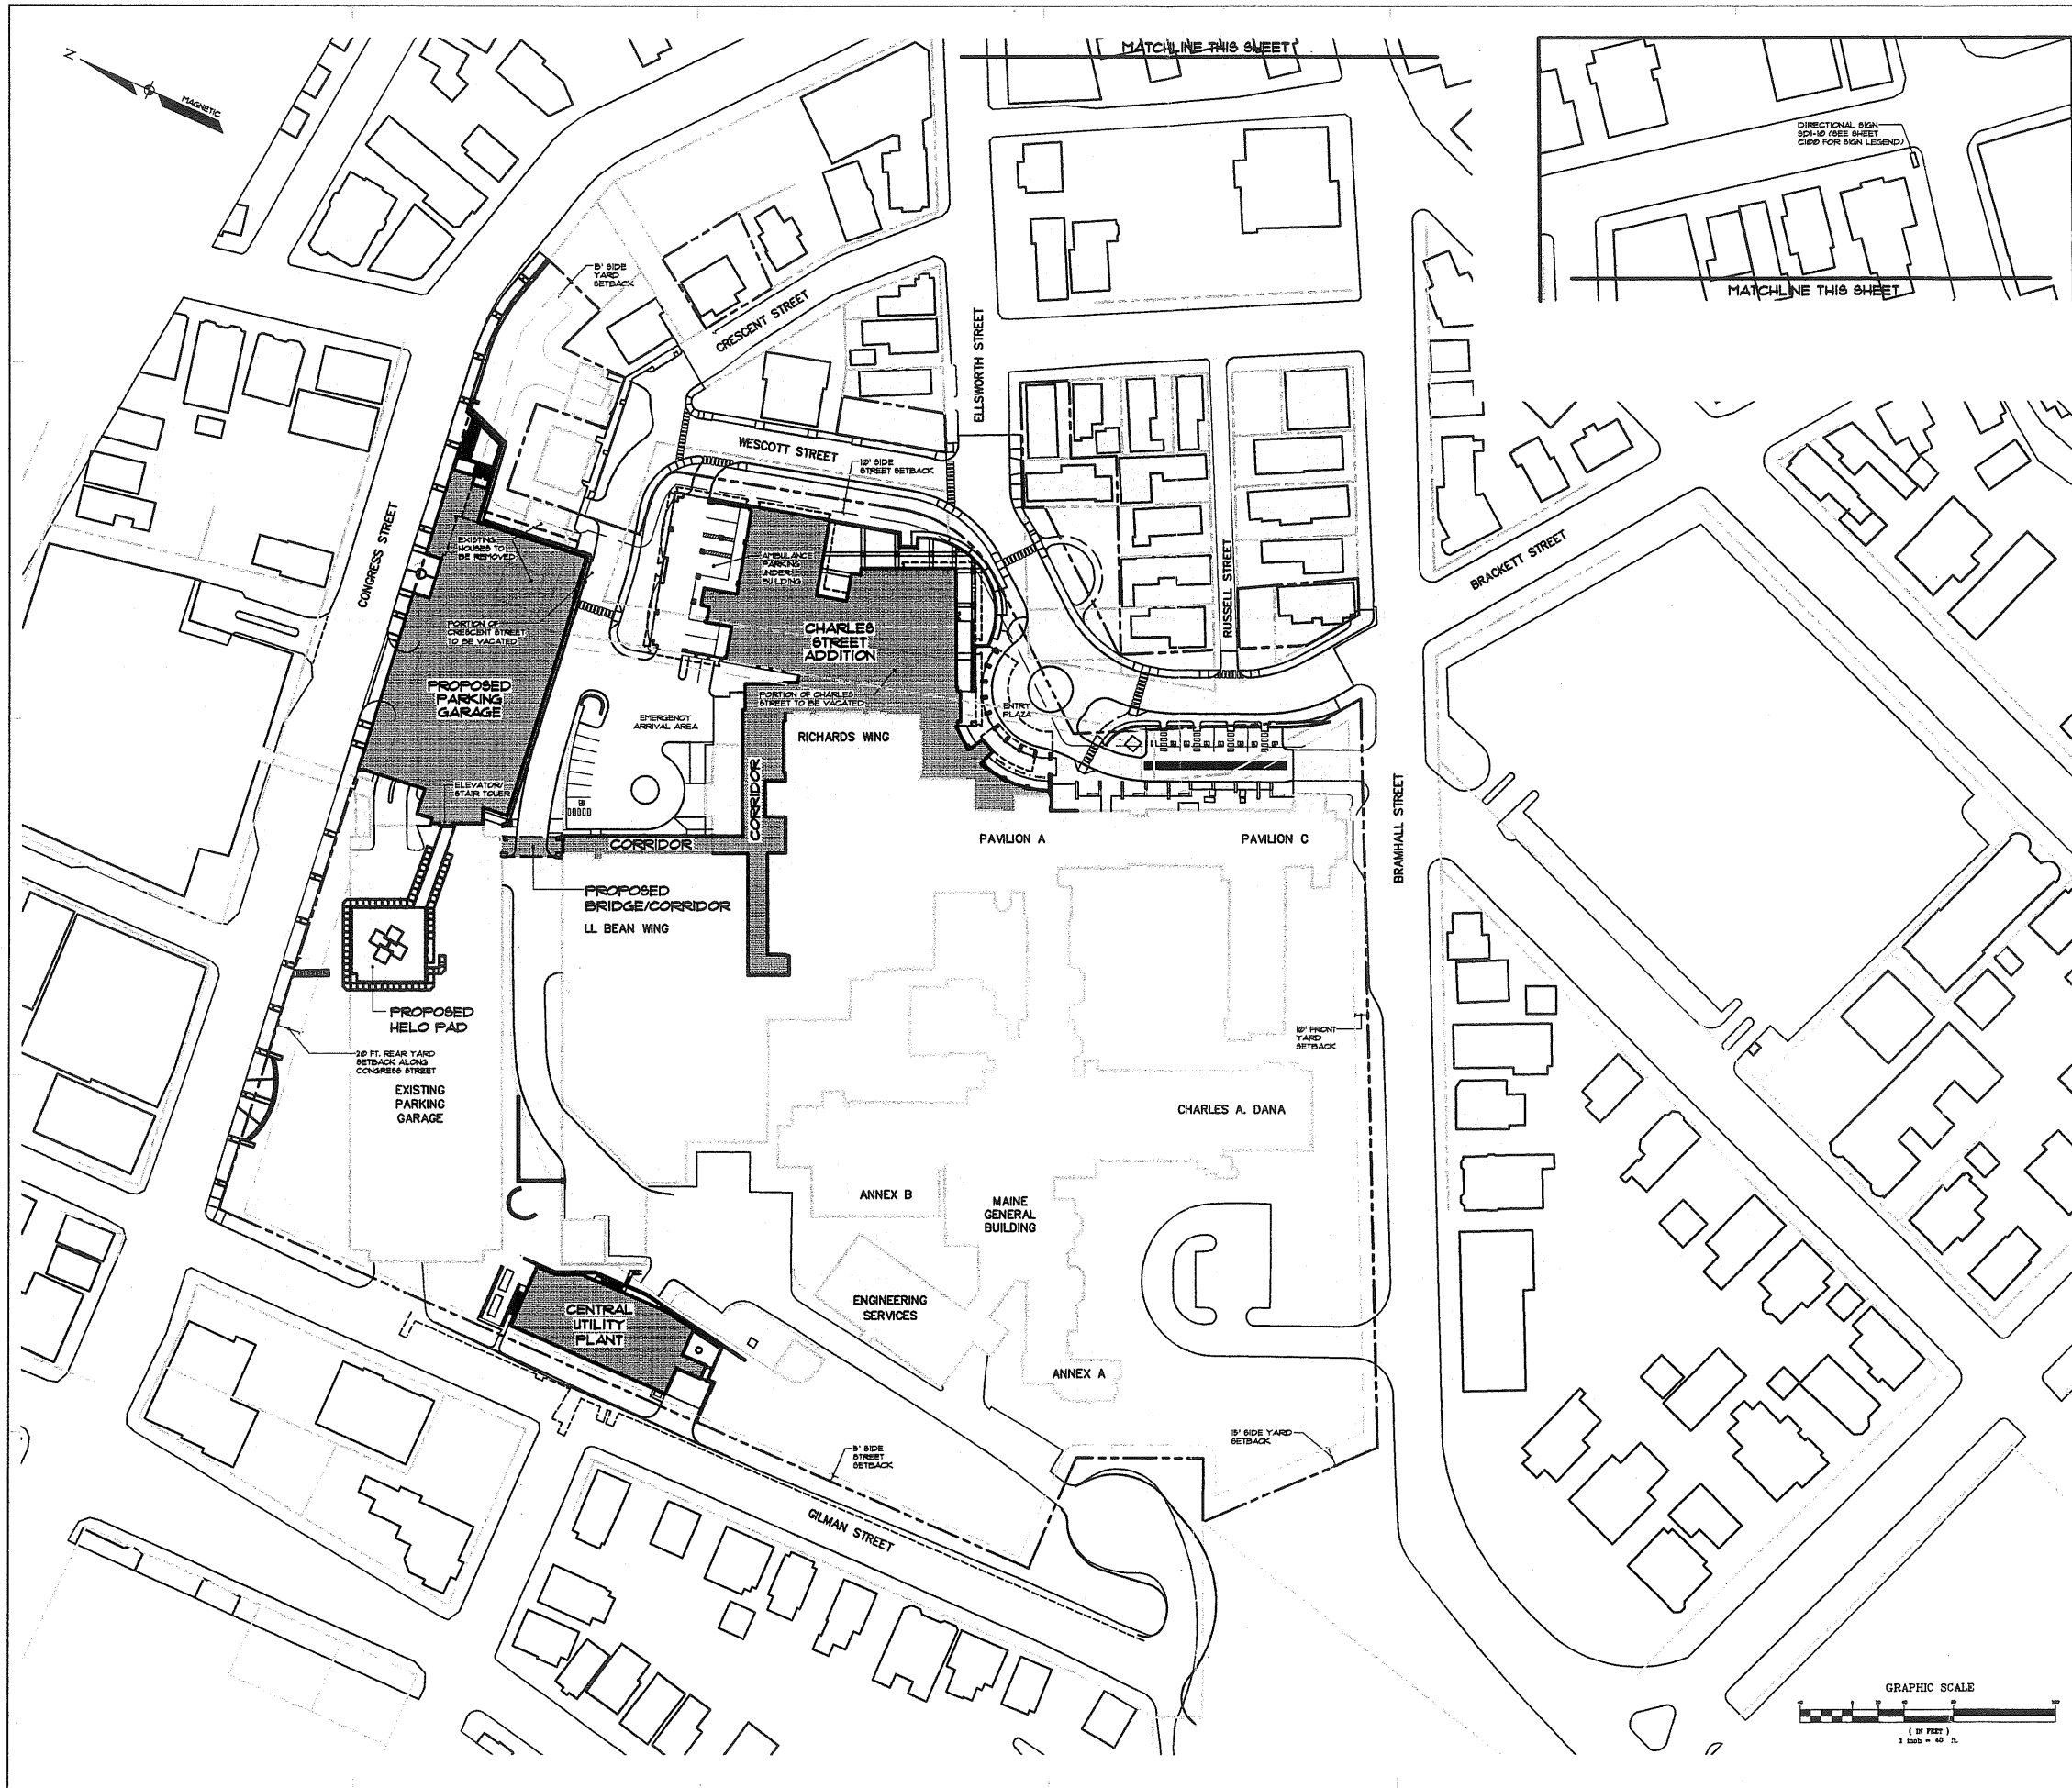 MATCHLINE THIS SHEET
N
MAGNETIC
DIRECTIONAL SIGN
SD1-10 (SEE SHEET
C100 FOR SIGN LEGEND)
MATCHLINE THIS SHEET
SIDE
YARD
SETBACK
CRESCENT STREET
ELLSWORTH STREET
WESCOTT STREET
10' SIDE
STREET SETBACK
CONGRESS STREET
EXISTING
HOUSES TO
BE REMOVED
AMBULANCE
PARKING
UNDER
BUILDING
RUSSELL STREET
BRACKETT STREET
PORTION OF
CRESCENT STREET
TO BE VACATED
CHARLES
STREET
ADDITION
PROPOSED
PARKING
GARAGE
PORTION OF CHARLES
STREET TO BE VACATED
EMERGENCY
ARRIVAL AREA
ENTRY
PLAZA
RICHARDS WING
CORRIDOR
ELEVATOR/
STAIR TOWER
BRAMHALL STREET
CORRIDOR
PAVILION A
PAVILION C
PROPOSED
BRIDGE/CORRIDOR
LL BEAN WING
PROPOSED
HELO PAD
10' FRONT
YARD
SETBACK
20 FT. REAR YARD
SETBACK ALONG
CONGRESS STREET
EXISTING
PARKING
GARAGE
CHARLES A. DANA
ANNEX B
MAINE
GENERAL
BUILDING
ENGINEERING
SERVICES
CENTRAL
UTILITY
PLANT
ANNEX A
15' SIDE YARD
SETBACK
5' SIDE
STREET
SETBACK
GILMAN STREET
GRAPHIC SCALE
( IN FEET )
1 inch = 40 ft.